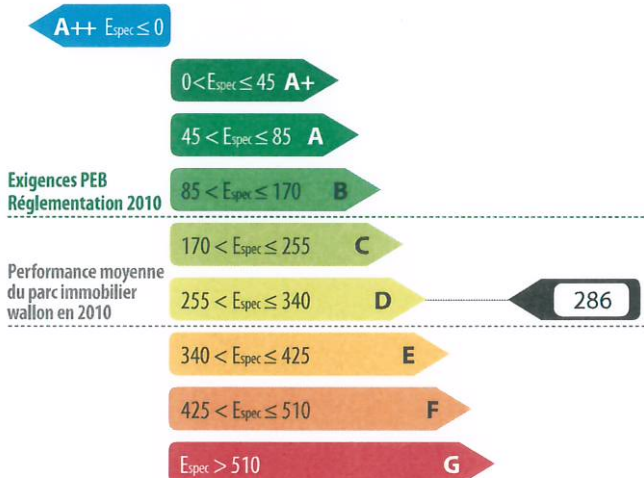 A++ Espec ≤ 0
0 < Espec ≤ 45 A+
45 < Espec ≤ 85 A
Exigences PEB
Réglementation 2010
85 < Espec ≤ 170 B
170 < Espec ≤ 255 C
Performance moyenne
du parc immobilier
wallon en 2010
255 < Espec ≤ 340 D
286
340 < Espec ≤ 425 E
425 < Espec ≤ 510 F
Espec > 510 G